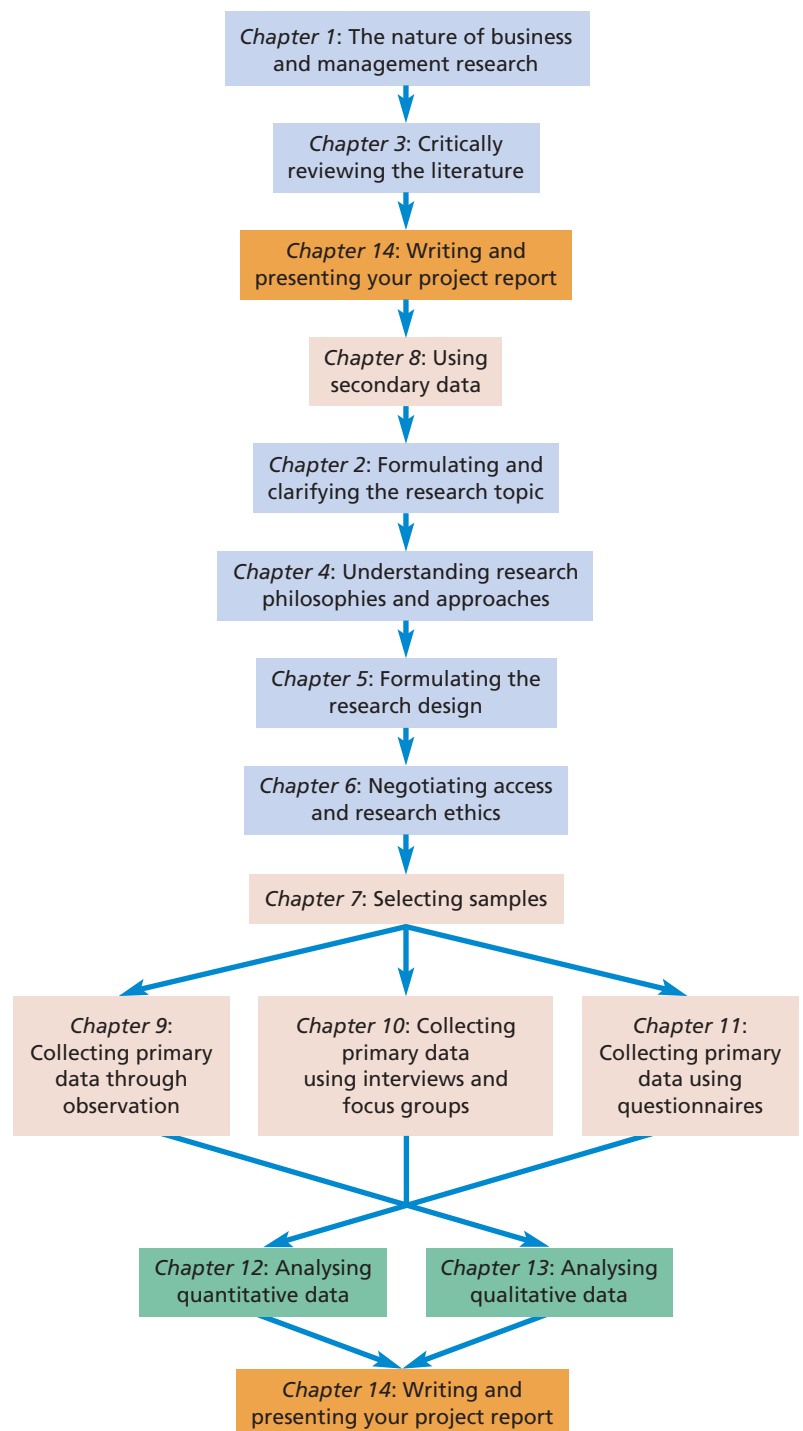 Chapter 1: The nature of business
and management research
Chapter 3: Critically
reviewing the literature
Chapter 14: Writing and
presenting your project report
Chapter 8: Using
secondary data
Chapter 2: Formulating and
clarifying the research topic
Chapter 4: Understanding research
philosophies and approaches
Chapter 5: Formulating the
research design
Chapter 6: Negotiating access
and research ethics
Chapter 7: Selecting samples
Chapter 9:
Collecting primary
data through
observation
Chapter 10: Collecting
primary data
using interviews and
focus groups
Chapter 11:
Collecting primary
data using
questionnaires
Chapter 12: Analysing
quantitative data
Chapter 13: Analysing
qualitative data
Chapter 14: Writing and
presenting your project report